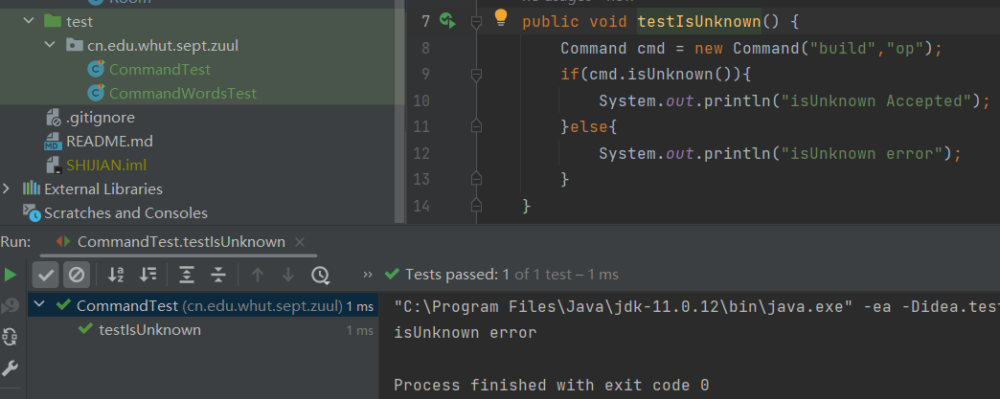 Room
test
cn.edu.whut.sept.zuul
CommandTest
CommandWordsTest
.gitignore
README.md
SHIJIAN.iml
External Libraries
Scratches and Consoles
7 public void testIsUnknown() {
8 Command cmd = new Command("build","op");
9 if(cmd.isUnknown()){
10 System.out.println("isUnknown Accepted");
11 }else{
12 System.out.println("isUnknown error");
13 }
14 }
Run: CommandTest.testIsUnknown
Tests passed: 1 of 1 test – 1 ms
CommandTest (cn.edu.whut.sept.zuul) 1 ms
testIsUnknown 1 ms
"C:\Program Files\Java\jdk-11.0.12\bin\java.exe" -ea -Didea.test
isUnknown error
Process finished with exit code 0